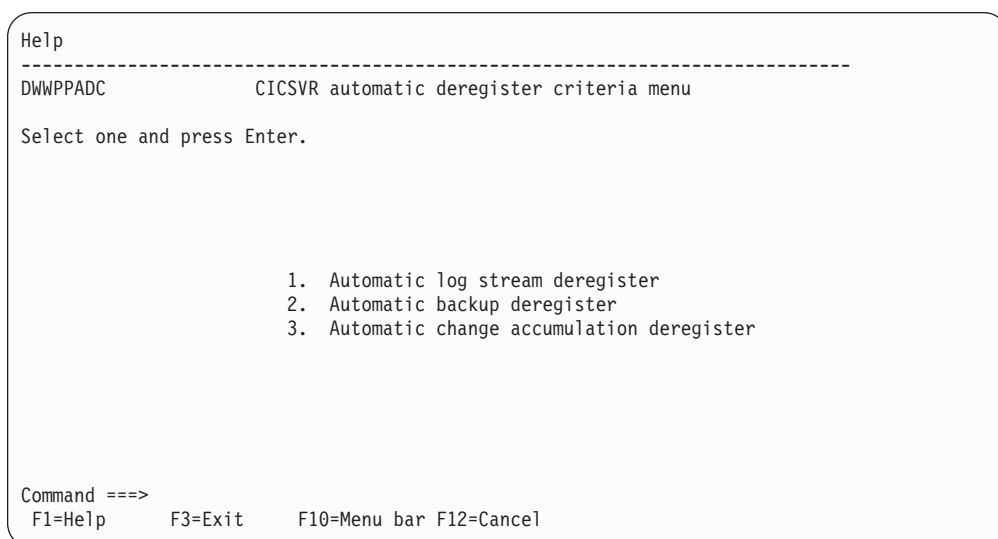 Help
------------------------------------------------------------------------------
DWWPPADC CICSVR automatic deregister criteria menu
Select one and press Enter.
1. Automatic log stream deregister
2. Automatic backup deregister
3. Automatic change accumulation deregister
Command ===>
F1=Help F3=Exit F10=Menu bar F12=Cancel